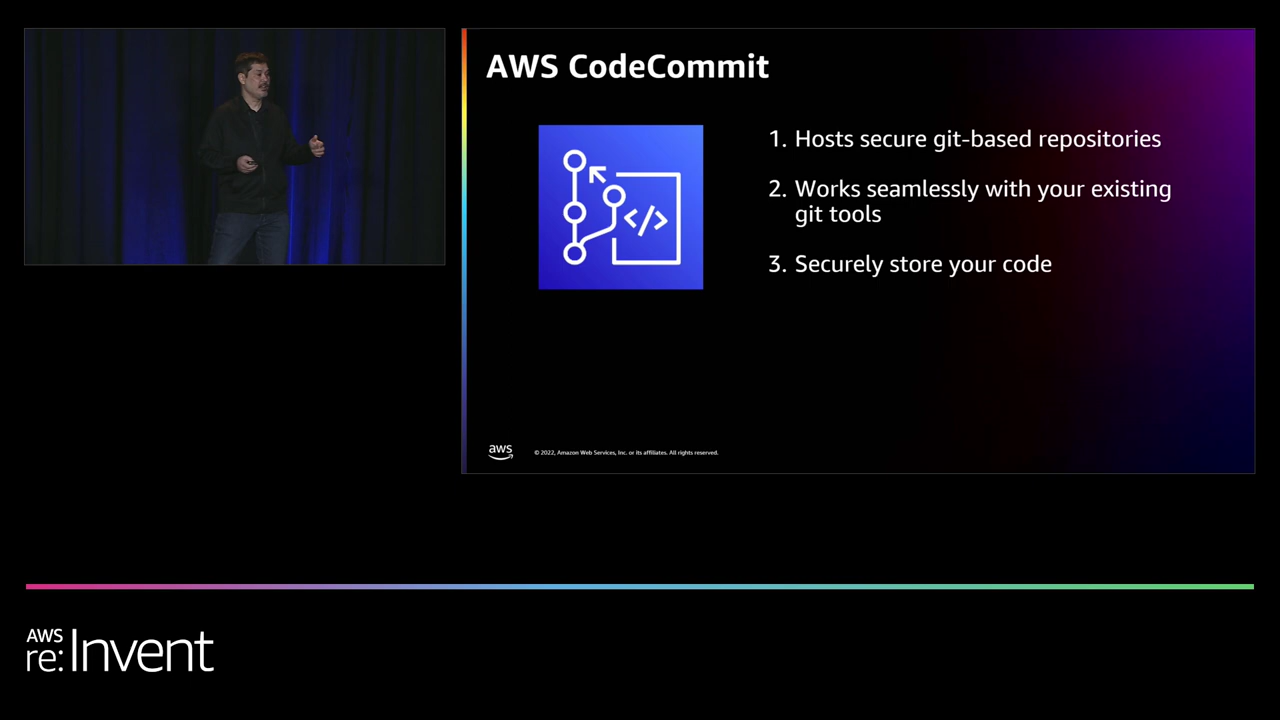 AWS CodeCommit
</>
1. Hosts secure git-based repositories
2. Works seamlessly with your existing
git tools
3. Securely store your code
aws
© 2022, Amazon Web Services, Inc. or its affiliates. All rights reserved.
AWS
re:Invent